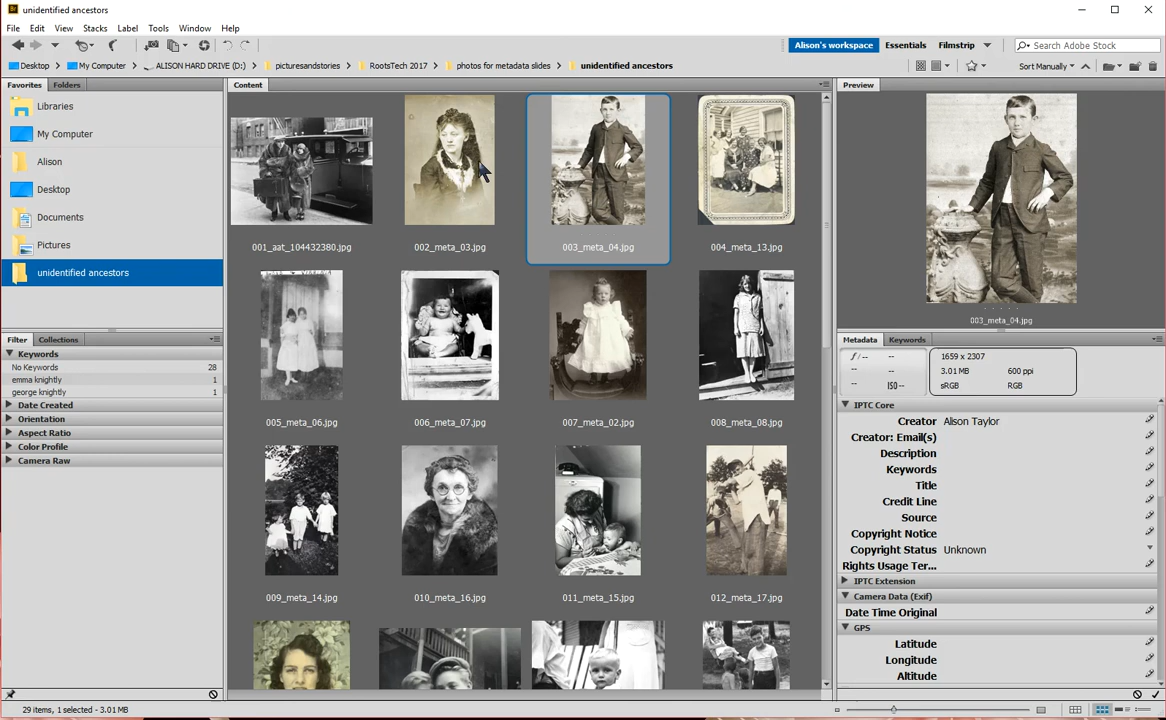 Br unidentified ancestors
File Edit View Stacks Label Tools Window Help
Alison's workspace Essentials Filmstrip Search Adobe Stock
Desktop My Computer ALISON HARD DRIVE (D:) picturesandstories RootsTech 2017 photos for metadata slides unidentified ancestors Sort Manually
Favorites Folders
Libraries
My Computer
Alison
Desktop
Documents
Pictures
unidentified ancestors
Filter Collections
Keywords
No Keywords 28
emma knightly 1
george knightly 1
Date Created
Orientation
Aspect Ratio
Color Profile
Camera Raw
Content
001_aat_104432380.jpg 002_meta_03.jpg 003_meta_04.jpg 004_meta_13.jpg
005_meta_06.jpg 006_meta_07.jpg 007_meta_02.jpg 008_meta_08.jpg
009_meta_14.jpg 010_meta_16.jpg 011_meta_15.jpg 012_meta_17.jpg
Preview
003_meta_04.jpg
Metadata Keywords
f/-- --
-- --
-- ISO--
1659 x 2307
3.01 MB 600 ppi
sRGB RGB
IPTC Core
Creator Alison Taylor
Creator: Email(s)
Description
Keywords
Title
Credit Line
Source
Copyright Notice
Copyright Status Unknown
Rights Usage Ter...
IPTC Extension
Camera Data (Exif)
Date Time Original
GPS
Latitude
Longitude
Altitude
29 items, 1 selected - 3.01 MB